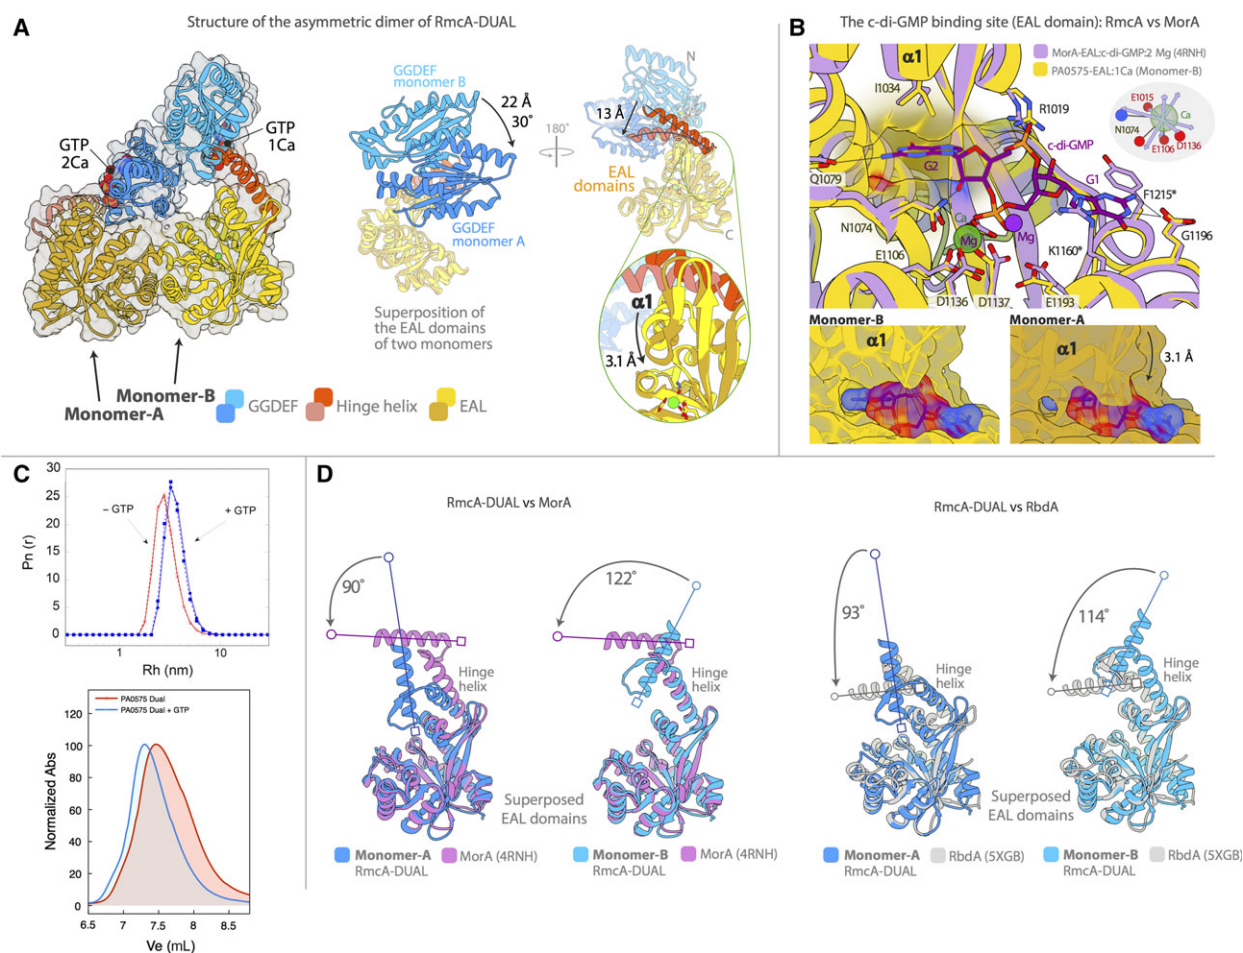 A
Structure of the asymmetric dimer of RmcA-DUAL
GTP
2Ca
GTP
1Ca
GGDEF
monomer B
22 Å
30°
GGDEF
monomer A
Superposition
of the EAL domains
of two monomers
180°
N
13 Å
EAL
domains
C
α1
3.1 Å
Monomer-B
Monomer-A
GGDEF
Hinge helix
EAL
B
The c-di-GMP binding site (EAL domain): RmcA vs MorA
MorA-EAL:c-di-GMP:2 Mg (4RNH)
PA0575-EAL:1Ca (Monomer-B)
α1
I1034
R1019
E1015
Ca
N1074
E1106
D1136
c-di-GMP
G2
G1
Q1079
F1215*
N1074
Ca
Mg
Mg
G1196
E1106
K1160*
D1136
D1137
E1193
Monomer-B
α1
Monomer-A
α1
3.1 Å
C
Pn (r)
30
25
20
15
10
5
0
– GTP
+ GTP
1
10
Rh (nm)
PA0575 Dual
PA0575 Dual + GTP
Normalized Abs
120
100
80
60
40
20
0
6.5
7
7.5
8
8.5
Ve (mL)
D
RmcA-DUAL vs MorA
RmcA-DUAL vs RbdA
90°
Hinge
helix
122°
Hinge
helix
93°
Hinge
helix
114°
Hinge
helix
Superposed
EAL domains
Superposed
EAL domains
Monomer-A
RmcA-DUAL
MorA (4RNH)
Monomer-B
RmcA-DUAL
MorA (4RNH)
Monomer-A
RmcA-DUAL
RbdA (5XGB)
Monomer-B
RmcA-DUAL
RbdA (5XGB)